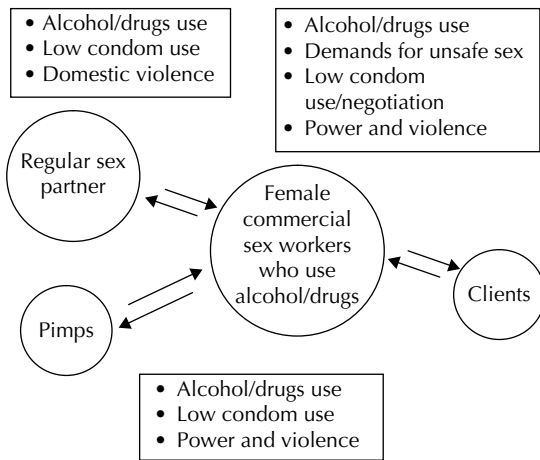 • Alcohol/drugs use
• Low condom use
• Domestic violence
• Alcohol/drugs use
• Demands for unsafe sex
• Low condom
use/negotiation
• Power and violence
Regular sex
partner
Female
commercial
sex workers
who use
alcohol/drugs
Clients
Pimps
• Alcohol/drugs use
• Low condom use
• Power and violence